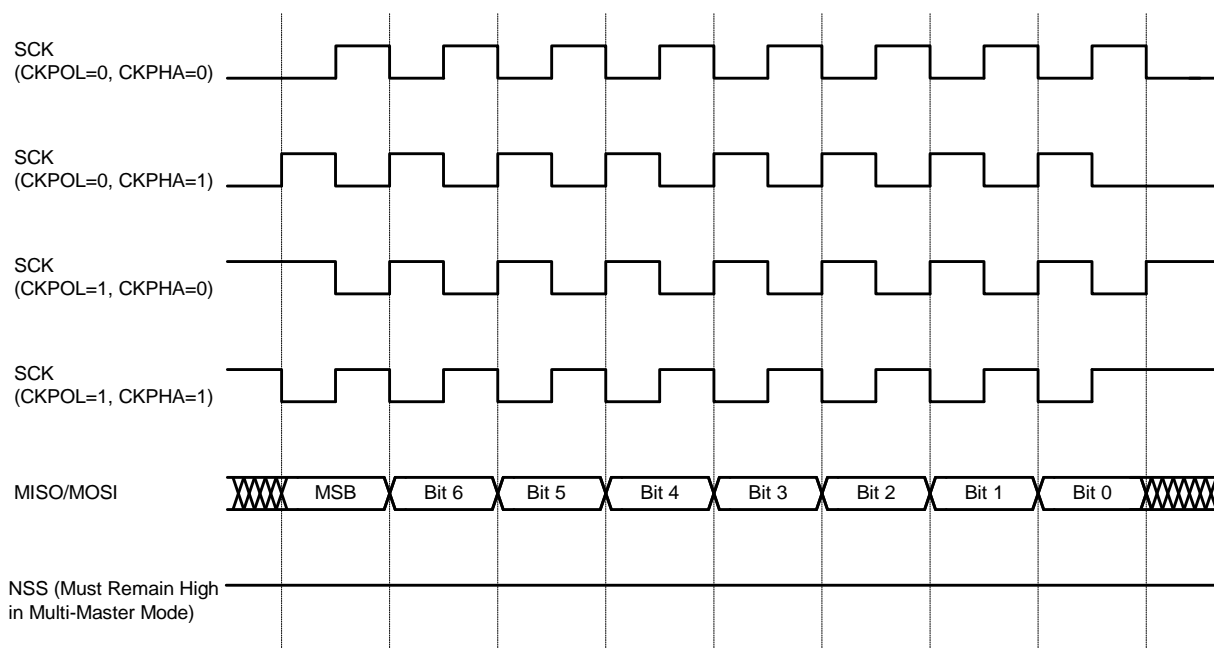 SCK
(CKPOL=0, CKPHA=0)
SCK
(CKPOL=0, CKPHA=1)
SCK
(CKPOL=1, CKPHA=0)
SCK
(CKPOL=1, CKPHA=1)
MISO/MOSI
MSB Bit 6 Bit 5 Bit 4 Bit 3 Bit 2 Bit 1 Bit 0
NSS (Must Remain High
in Multi-Master Mode)